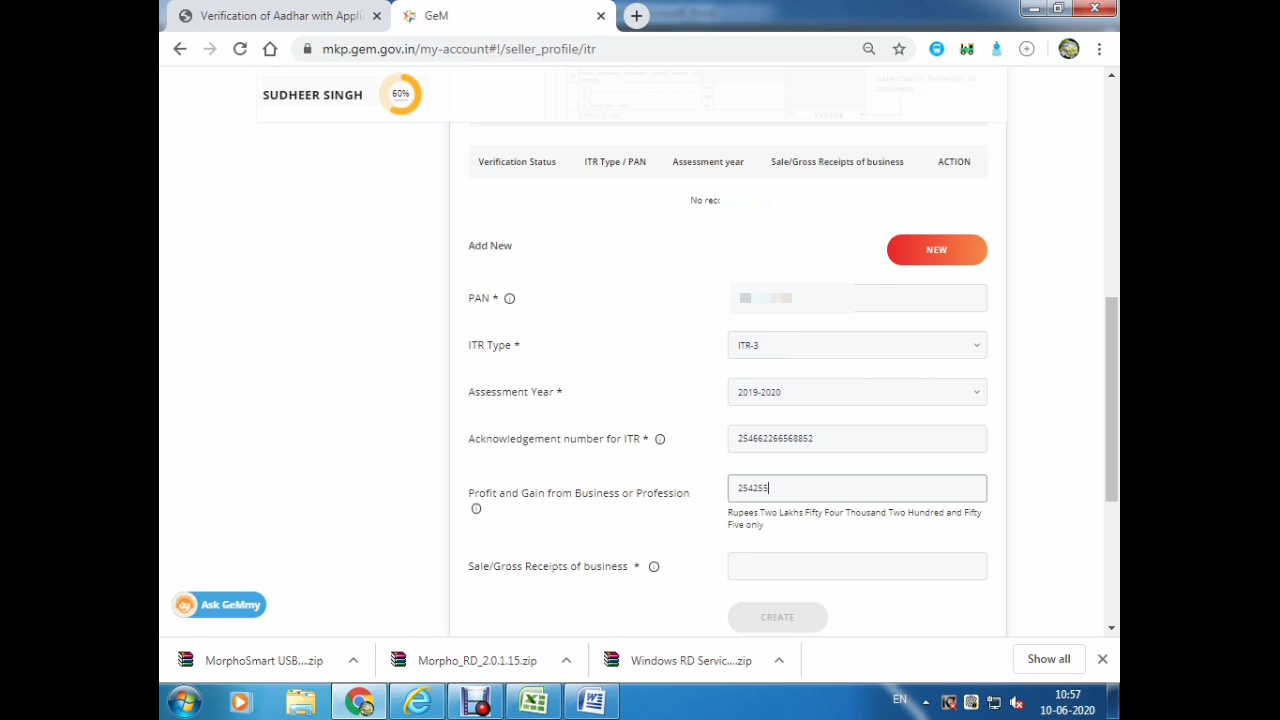 Verification of Aadhar with Appli
GeM
mkp.gem.gov.in/my-account#!/seller_profile/itr
SUDHEER SINGH
60%
Sale/Gross Receipts of
business
Verification Status ITR Type / PAN Assessment year Sale/Gross Receipts of business ACTION
No rec
Add New
NEW
PAN *
ITR Type *
ITR-3
Assessment Year *
2019-2020
Acknowledgement number for ITR *
254662266568852
Profit and Gain from Business or Profession
254255
Rupees Two Lakhs Fifty Four Thousand Two Hundred and Fifty
Five only
Sale/Gross Receipts of business *
CREATE
Ask GeMmy
MorphoSmart USB....zip
Morpho_RD_2.0.1.15.zip
Windows RD Servic....zip
Show all
EN
10:57
10-06-2020